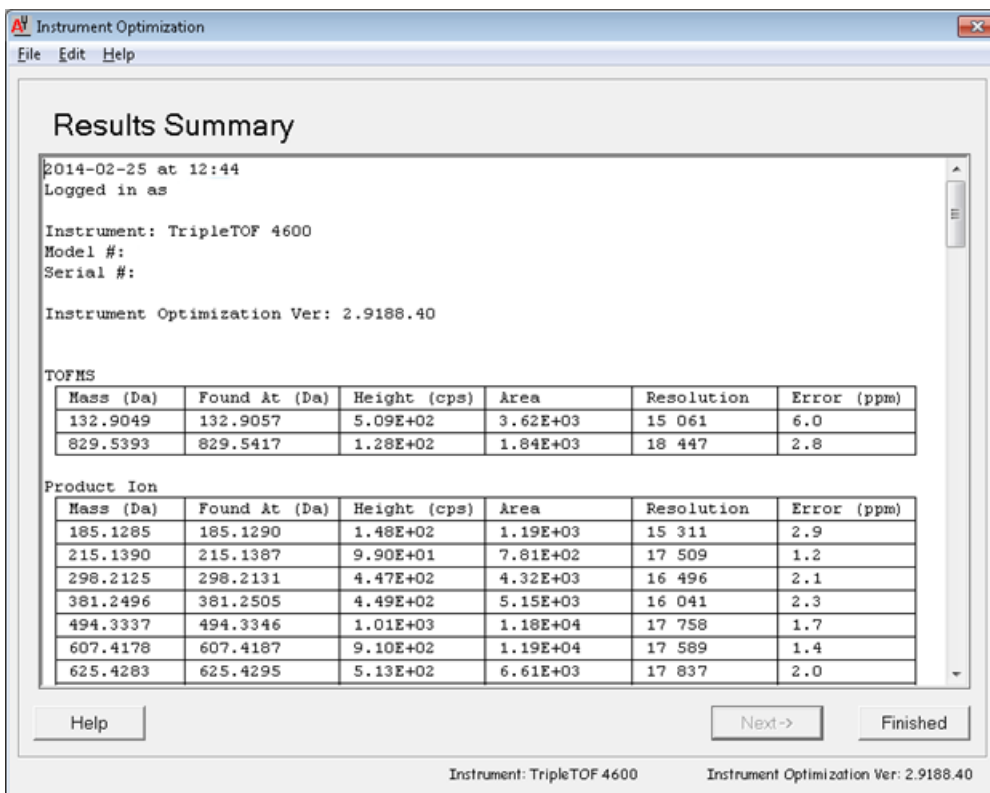 Instrument Optimization
File Edit Help
Results Summary
2014-02-25 at 12:44
Logged in as
Instrument: TripleTOF 4600
Model #:
Serial #:
Instrument Optimization Ver: 2.9188.40
TOFMS
Mass (Da) Found At (Da) Height (cps) Area Resolution Error (ppm)
132.9049 132.9057 5.09E+02 3.62E+03 15 061 6.0
829.5393 829.5417 1.28E+02 1.84E+03 18 447 2.8
Product Ion
Mass (Da) Found At (Da) Height (cps) Area Resolution Error (ppm)
185.1285 185.1290 1.48E+02 1.19E+03 15 311 2.9
215.1390 215.1387 9.90E+01 7.81E+02 17 509 1.2
298.2125 298.2131 4.47E+02 4.32E+03 16 496 2.1
381.2496 381.2505 4.49E+02 5.15E+03 16 041 2.3
494.3337 494.3346 1.01E+03 1.18E+04 17 758 1.7
607.4178 607.4187 9.10E+02 1.19E+04 17 589 1.4
625.4283 625.4295 5.13E+02 6.61E+03 17 837 2.0
Help Next-> Finished
Instrument: TripleTOF 4600 Instrument Optimization Ver: 2.9188.40